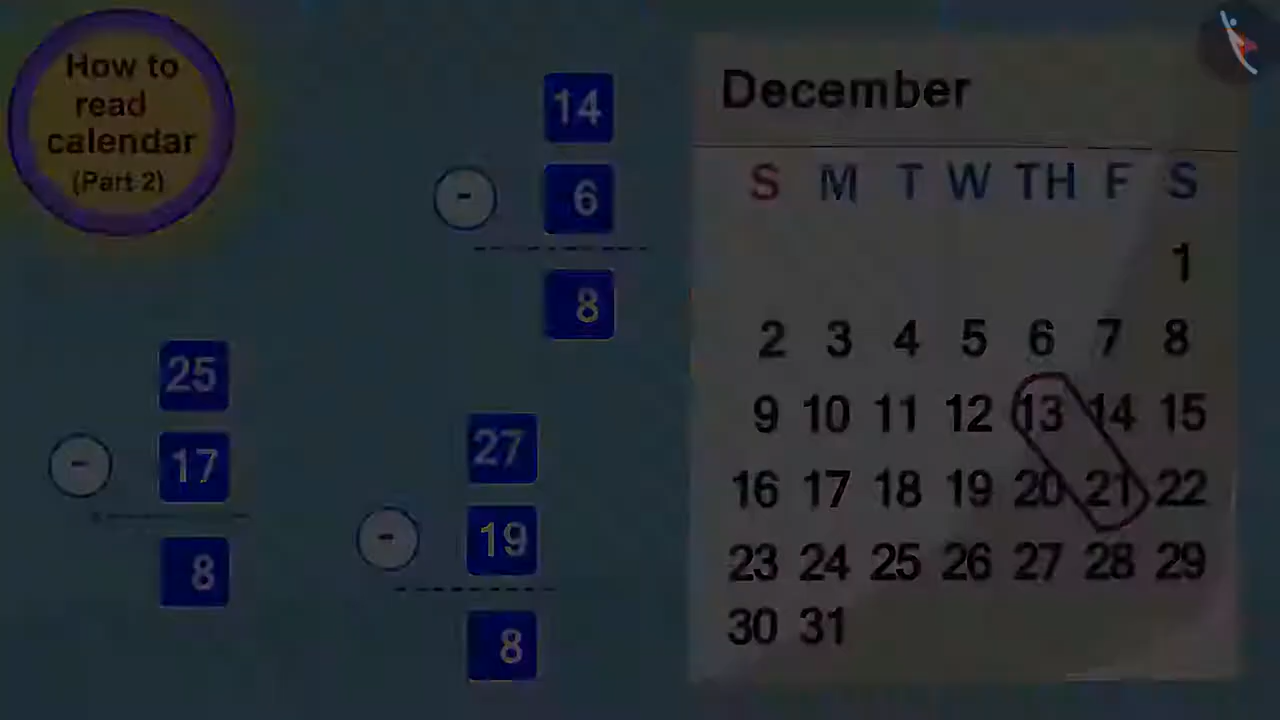 How to
read
calendar
(Part 2)
14
- 6
8
25
- 17
8
27
- 19
8
December
S M T W TH F S
1
2 3 4 5 6 7 8
9 10 11 12 13 14 15
16 17 18 19 20 21 22
23 24 25 26 27 28 29
30 31